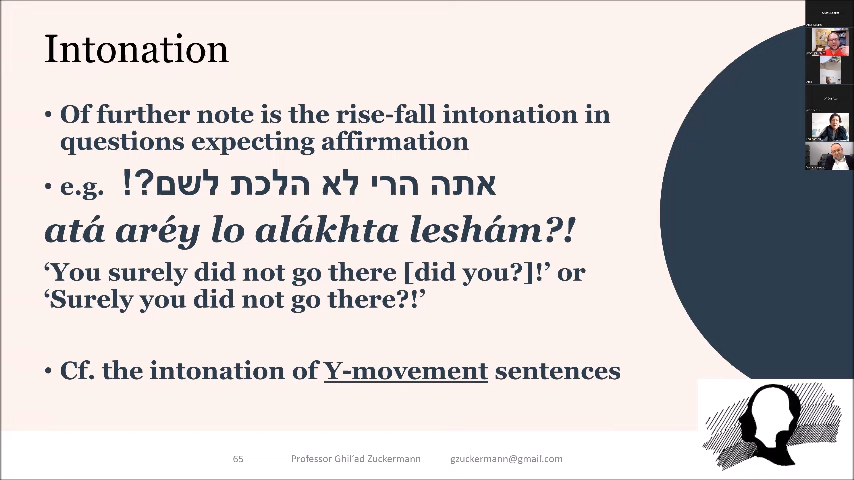 Intonation
• Of further note is the rise-fall intonation in
questions expecting affirmation
• e.g. אתה הרי לא הלכת לשם?!
atá aréy lo alákhta leshám?!
‘You surely did not go there [did you?]!’ or
‘Surely you did not go there?!’
• Cf. the intonation of Y-movement sentences
65 Professor Ghil‘ad Zuckermann gzuckermann@gmail.com